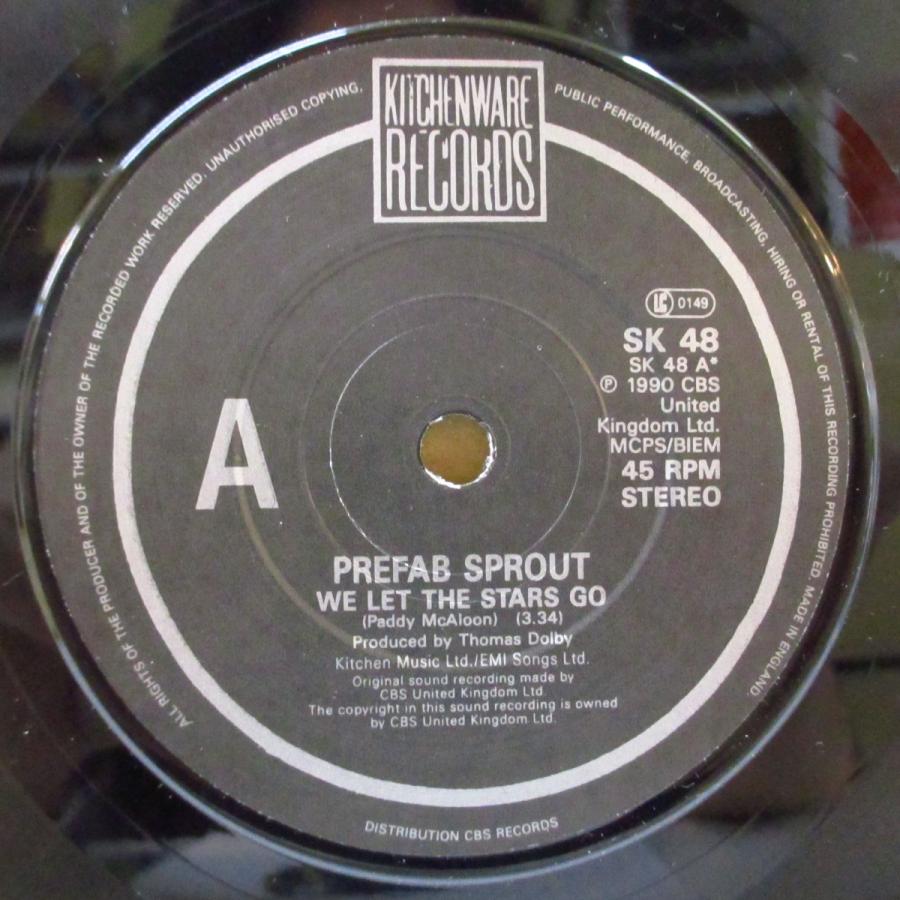 KITCHENWARE
RECORDS
ALL RIGHTS OF THE PRODUCER AND OF THE OWNER OF THE RECORDED WORK RESERVED. UNAUTHORISED COPYING, PUBLIC PERFORMANCE, BROADCASTING, HIRING OR RENTAL OF THIS RECORDING PROHIBITED. MADE IN ENGLAND.
LC 0149
SK 48
SK 48 A*
℗ 1990 CBS
United
Kingdom Ltd.
MCPS/BIEM
45 RPM
STEREO
A
PREFAB SPROUT
WE LET THE STARS GO
(Paddy McAloon) (3.34)
Produced by Thomas Dolby
Kitchen Music Ltd./EMI Songs Ltd.
Original sound recording made by
CBS United Kingdom Ltd
The copyright in this sound recording is owned
by CBS United Kingdom Ltd.
DISTRIBUTION CBS RECORDS